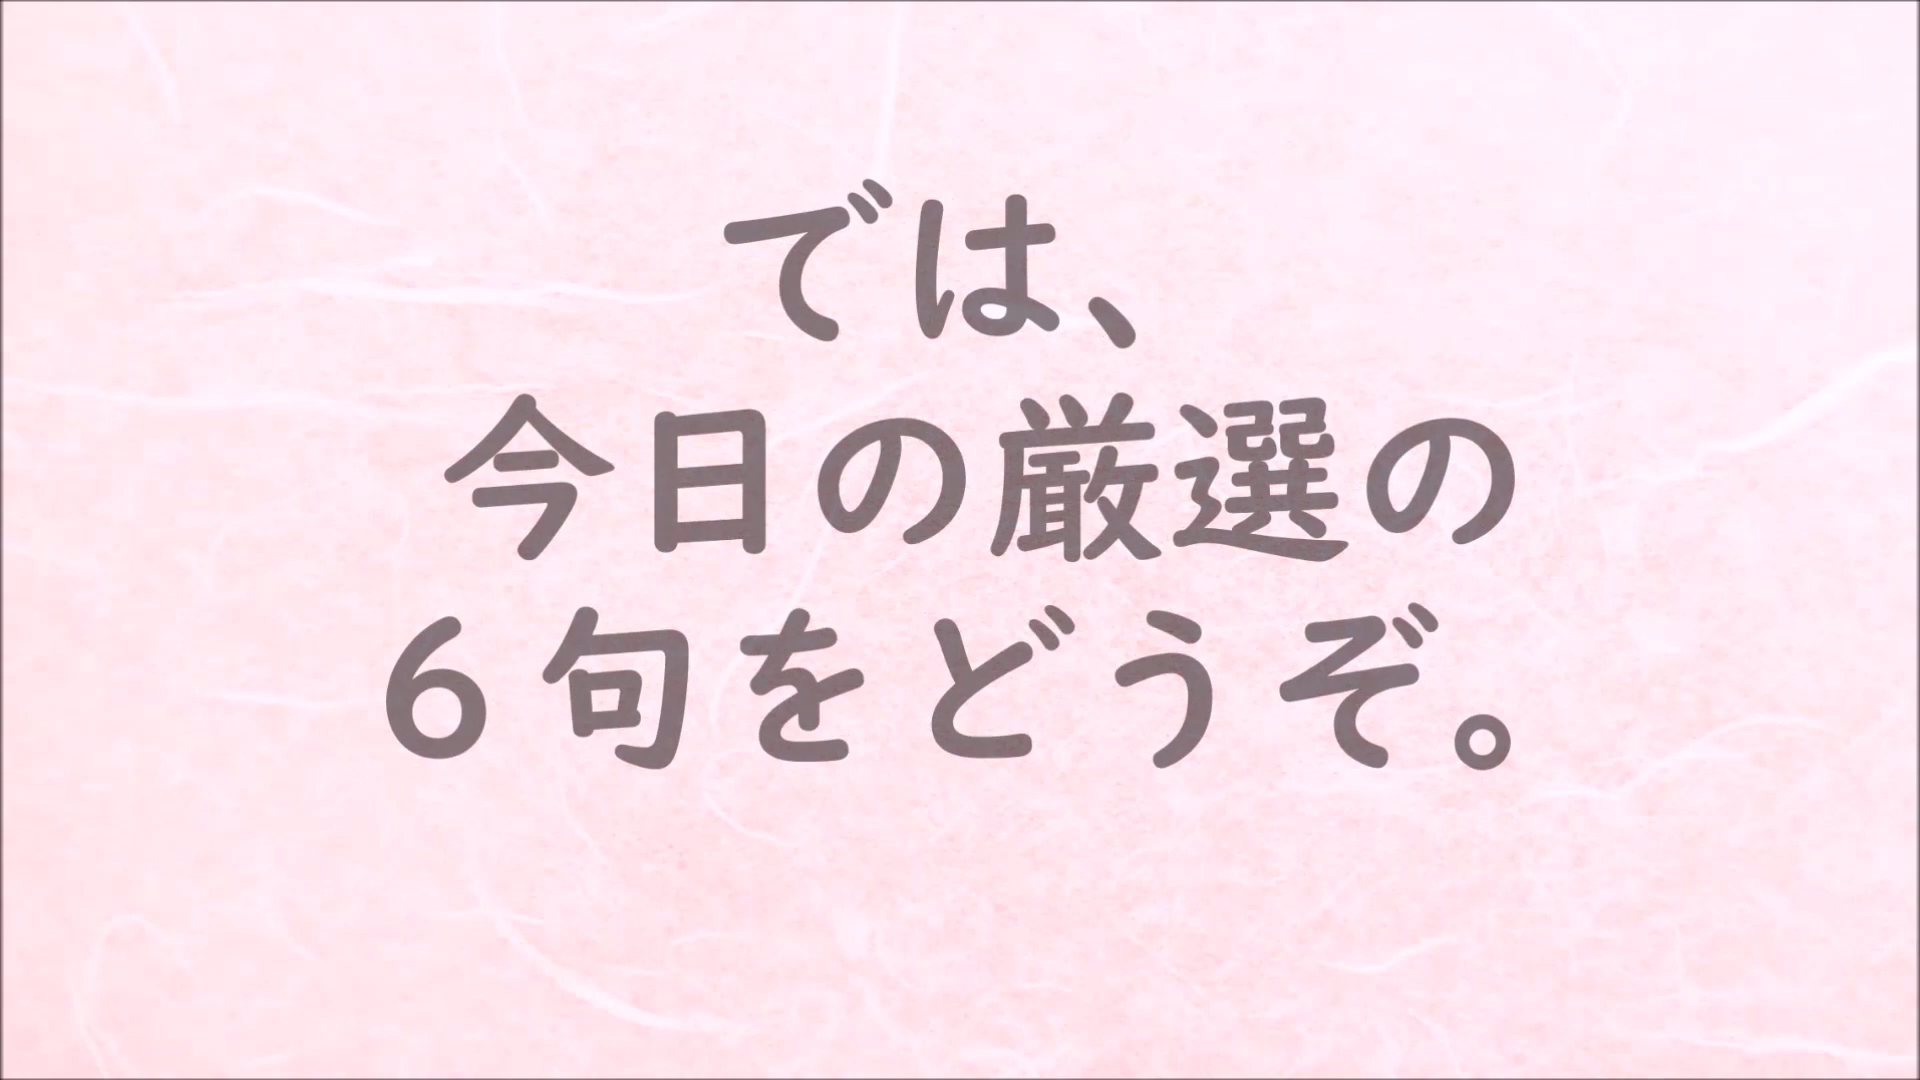 では、
今日の厳選の
６句をどうぞ。